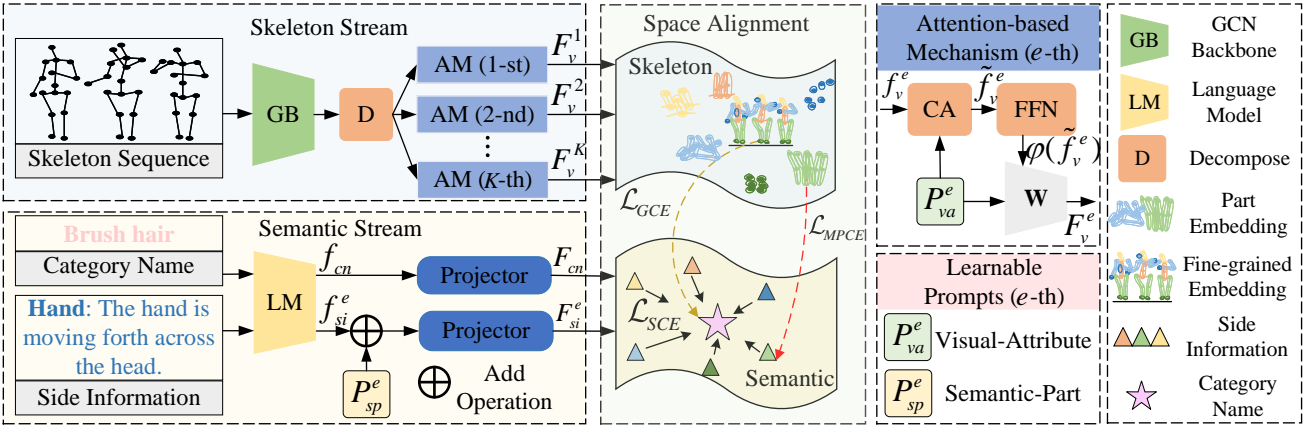 Skeleton Stream
Skeleton Sequence
GB
D
AM (1-st)
AM (2-nd)
⋮
AM (K-th)
F_v^1
F_v^2
F_v^K
Semantic Stream
Brush hair
Category Name
Hand: The hand is
moving forth across
the head.
Side Information
LM
f_cn
f_si^e
P_sp^e
Projector
Projector
Add
Operation
F_cn
F_si^e
Space Alignment
Skeleton
ℒ_GCE
ℒ_MPCE
ℒ_SCE
Semantic
Attention-based
Mechanism (e-th)
f_v^e
CA
f̃_v^e
FFN
φ(f̃_v^e)
P_va^e
W
F_v^e
Learnable
Prompts (e-th)
P_va^e Visual-Attribute
P_sp^e Semantic-Part
GB
GCN
Backbone
LM
Language
Model
D
Decompose
Part
Embedding
Fine-grained
Embedding
Side
Information
Category
Name